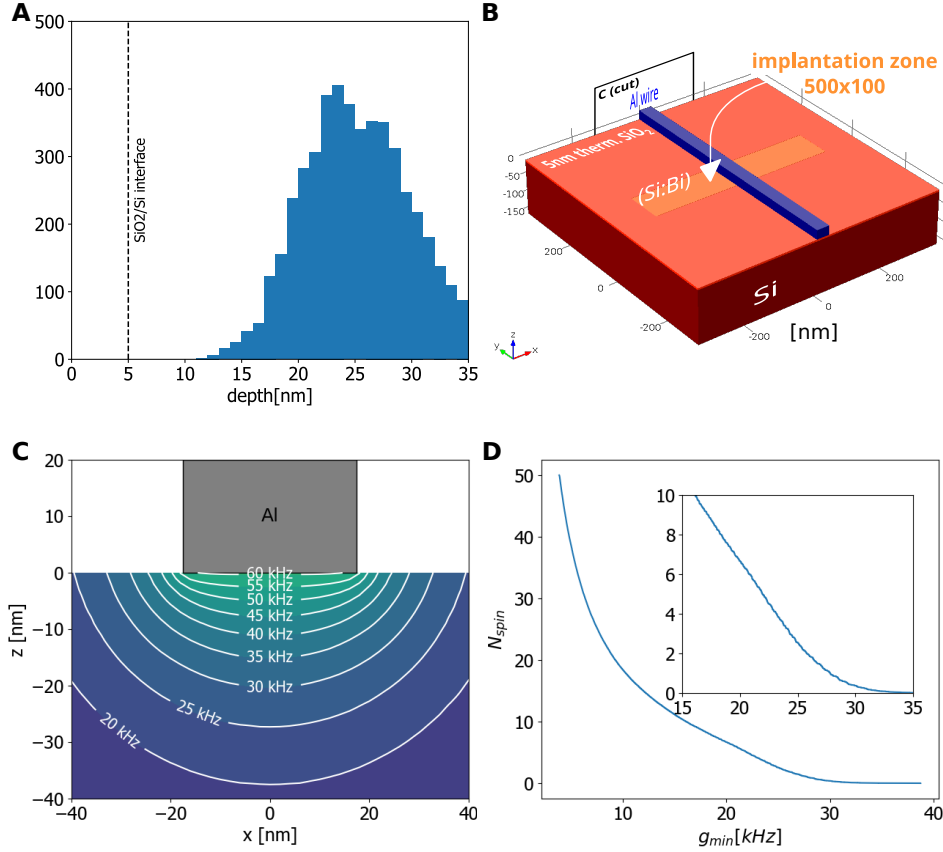 A
500
400
300
200
100
0
SiO2/Si interface
0
5
10
15
20
25
30
35
depth[nm]
B
implantation zone
500x100
C (cut)
Al wire
5nm therm. SiO₂
(Si:Bi)
Si
0
-50
-100
-150
200
0
-200
-200
0
200
[nm]
z
y
x
C
20
10
0
−10
−20
−30
−40
z [nm]
Al
60 kHz
55 kHz
50 kHz
45 kHz
40 kHz
35 kHz
30 kHz
25 kHz
20 kHz
−40
−20
0
20
40
x [nm]
D
50
40
30
20
10
0
N_spin
10
8
6
4
2
0
15
20
25
30
35
10
20
30
40
g_min[kHz]